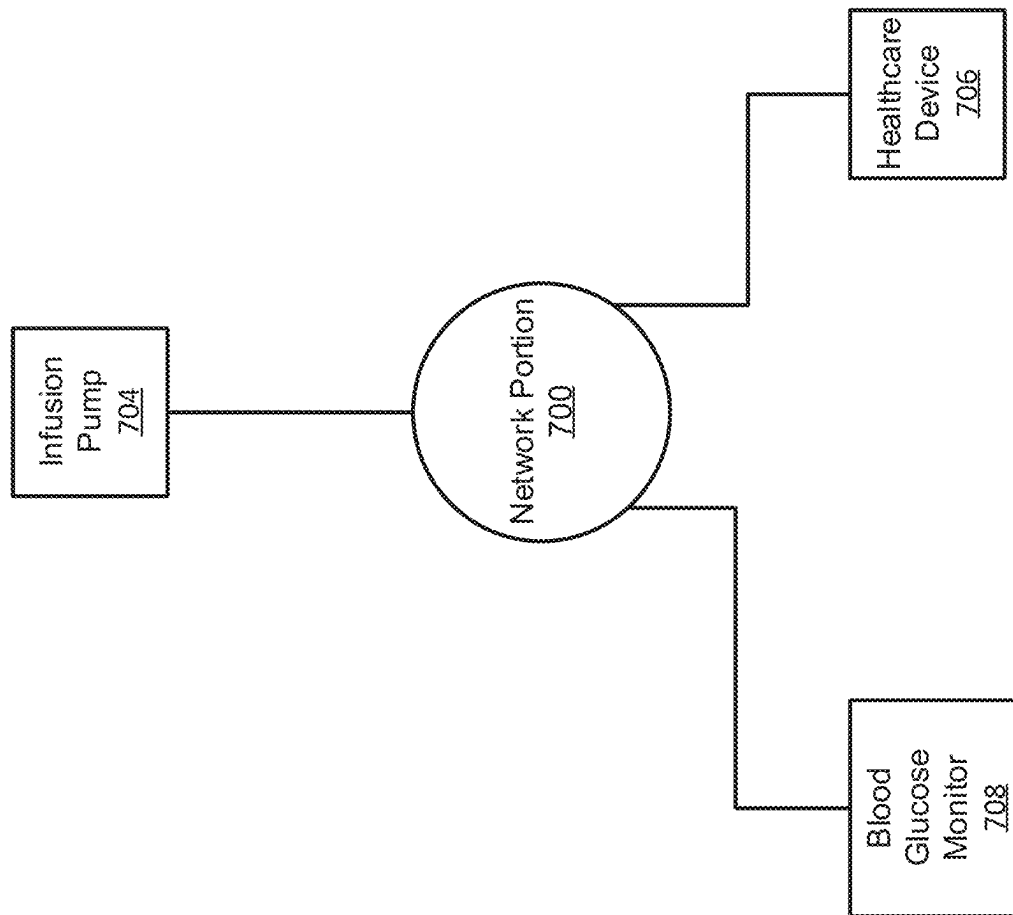 Infusion
Pump
704
Network Portion
700
Blood
Glucose
Monitor
708
Healthcare
Device
706